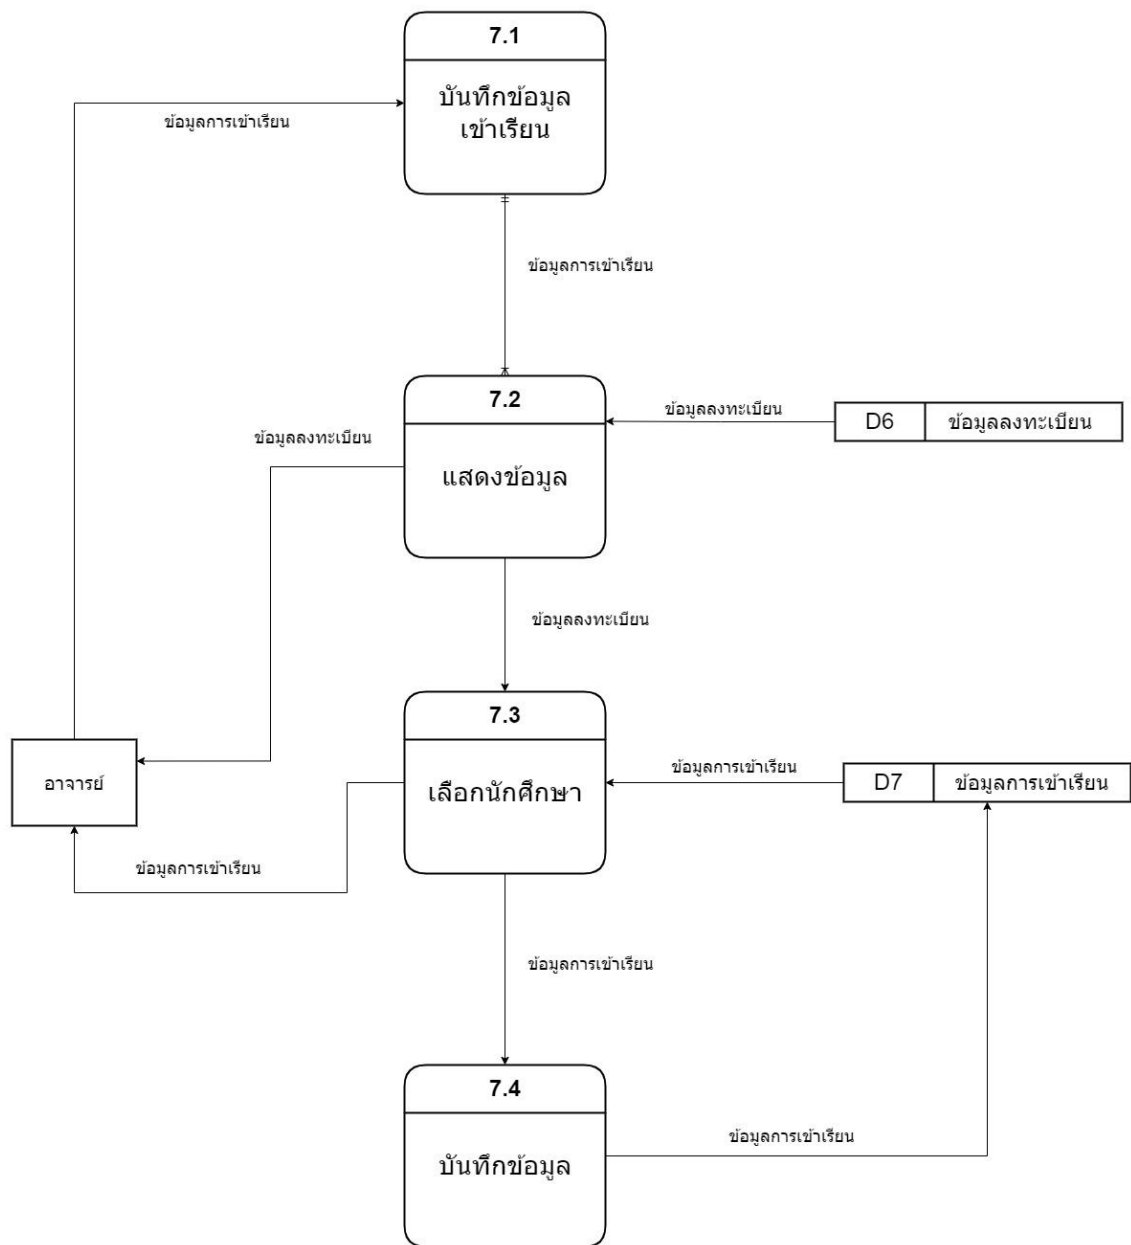 7.1
บันทึกข้อมูล
เข้าเรียน
ข้อมูลการเข้าเรียน
ข้อมูลการเข้าเรียน
7.2
แสดงข้อมูล
ข้อมูลลงทะเบียน
D6
ข้อมูลลงทะเบียน
ข้อมูลลงทะเบียน
ข้อมูลลงทะเบียน
7.3
เลือกนักศึกษา
อาจารย์
ข้อมูลการเข้าเรียน
D7
ข้อมูลการเข้าเรียน
ข้อมูลการเข้าเรียน
ข้อมูลการเข้าเรียน
7.4
บันทึกข้อมูล
ข้อมูลการเข้าเรียน